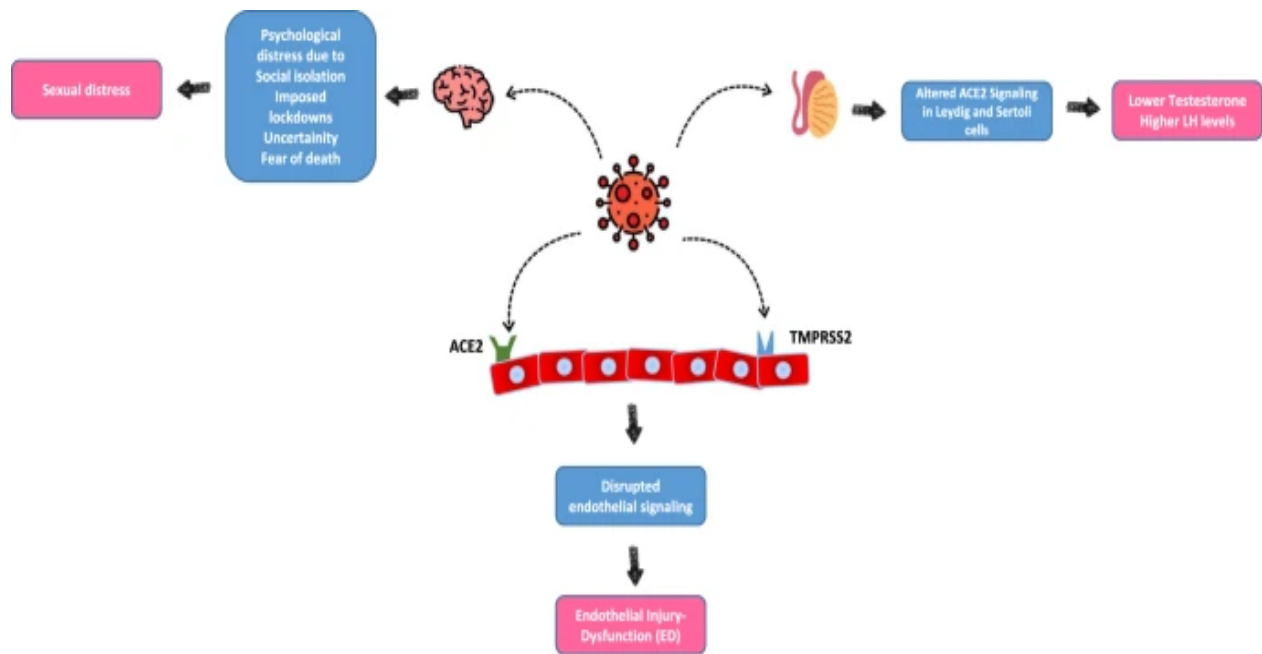 Psychological
distress due to
Social isolation
Imposed
lockdowns
Uncertainity
Fear of death
Sexual distress
Altered ACE2 Signaling
in Leydig and Sertoli
cells
Lower Testesterone
Higher LH levels
ACE2
TMPRSS2
Disrupted
endothelial signaling
Endothelial Injury-
Dysfunction (ED)